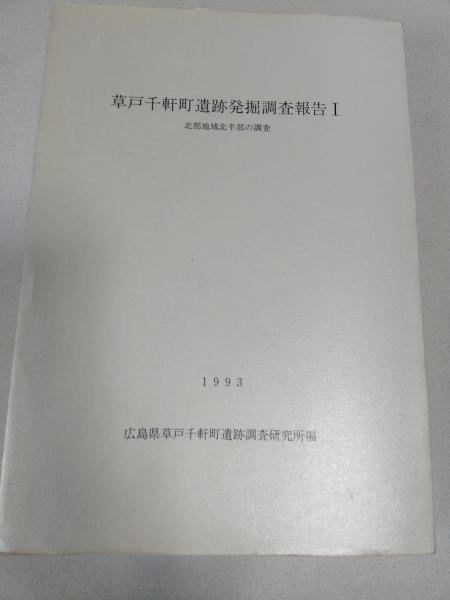 草戸千軒町遺跡発掘調査報告Ⅰ
北部地域北半部の調査
1993
広島県草戸千軒町遺跡調査研究所編